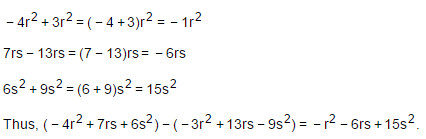 − 4r² + 3r² = ( − 4 + 3)r² = − 1r²
7rs − 13rs = (7 − 13)rs = − 6rs
6s² + 9s² = (6 + 9)s² = 15s²
Thus, ( − 4r² + 7rs + 6s²) − ( − 3r² + 13rs − 9s²) = − r² − 6rs + 15s².